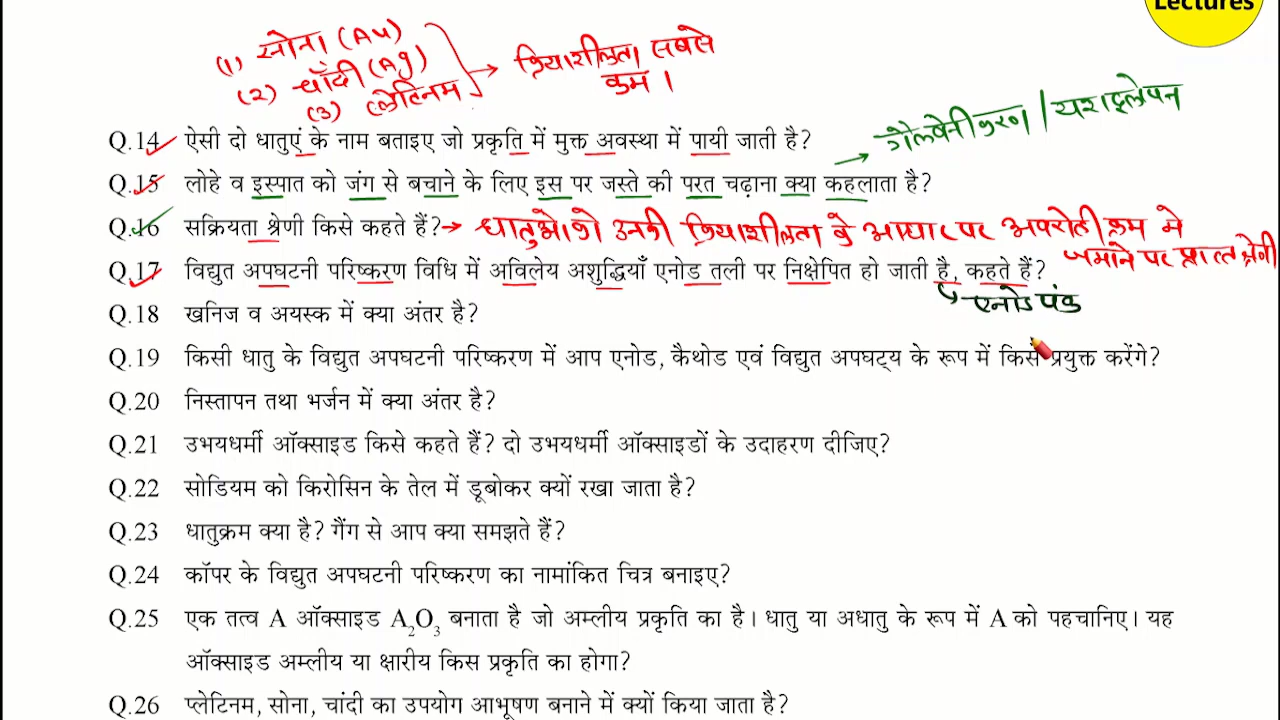 Lectures
(1) सोना (Au)
(2) चाँदी (Ag)
(3) प्लेटिनम
→ क्रियाशीलता सबसे
कम ।
Q.14 ऐसी दो धातुएं के नाम बताइए जो प्रकृति में मुक्त अवस्था में पायी जाती है?
→ गैल्वेनीकरण / यशद्लेपन
Q.15 लोहे व इस्पात को जंग से बचाने के लिए इस पर जस्ते की परत चढ़ाना क्या कहलाता है?
Q.16 सक्रियता श्रेणी किसे कहते हैं? → धातुओ को उनकी क्रियाशीलता के आधार पर अवरोही क्रम मे
जमाने पर प्राप्त श्रेणी
Q.17 विद्युत अपघटनी परिष्करण विधि में अविलेय अशुद्धियाँ एनोड तली पर निक्षेपित हो जाती है, कहते हैं?
एनोड पंक
Q.18 खनिज व अयस्क में क्या अंतर है?
Q.19 किसी धातु के विद्युत अपघटनी परिष्करण में आप एनोड, कैथोड एवं विद्युत अपघट्य के रूप में किसे प्रयुक्त करेंगे?
Q.20 निस्तापन तथा भर्जन में क्या अंतर है?
Q.21 उभयधर्मी ऑक्साइड किसे कहते हैं? दो उभयधर्मी ऑक्साइडों के उदाहरण दीजिए?
Q.22 सोडियम को किरोसिन के तेल में डूबोकर क्यों रखा जाता है?
Q.23 धातुक्रम क्या है? गैंग से आप क्या समझते हैं?
Q.24 कॉपर के विद्युत अपघटनी परिष्करण का नामांकित चित्र बनाइए?
Q.25 एक तत्व A ऑक्साइड A₂O₃ बनाता है जो अम्लीय प्रकृति का है। धातु या अधातु के रूप में A को पहचानिए। यह
ऑक्साइड अम्लीय या क्षारीय किस प्रकृति का होगा?
Q.26 प्लेटिनम, सोना, चांदी का उपयोग आभूषण बनाने में क्यों किया जाता है?